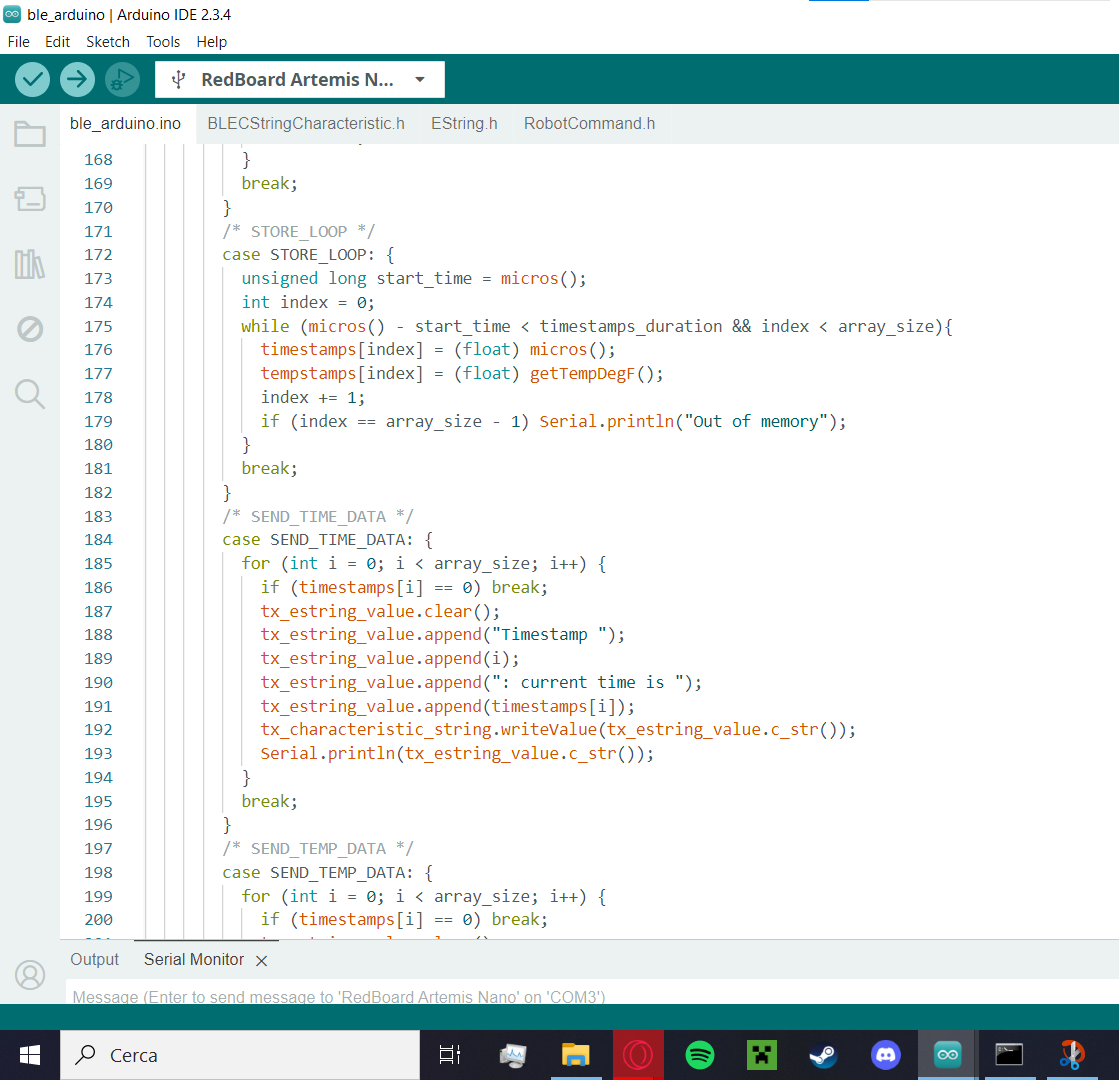 ble_arduino | Arduino IDE 2.3.4
File Edit Sketch Tools Help
RedBoard Artemis N...
ble_arduino.ino BLECStringCharacteristic.h EString.h RobotCommand.h
168 }
169 break;
170 }
171 /* STORE_LOOP */
172 case STORE_LOOP: {
173 unsigned long start_time = micros();
174 int index = 0;
175 while (micros() - start_time < timestamps_duration && index < array_size){
176 timestamps[index] = (float) micros();
177 tempstamps[index] = (float) getTempDegF();
178 index += 1;
179 if (index == array_size - 1) Serial.println("Out of memory");
180 }
181 break;
182 }
183 /* SEND_TIME_DATA */
184 case SEND_TIME_DATA: {
185 for (int i = 0; i < array_size; i++) {
186 if (timestamps[i] == 0) break;
187 tx_estring_value.clear();
188 tx_estring_value.append("Timestamp ");
189 tx_estring_value.append(i);
190 tx_estring_value.append(": current time is ");
191 tx_estring_value.append(timestamps[i]);
192 tx_characteristic_string.writeValue(tx_estring_value.c_str());
193 Serial.println(tx_estring_value.c_str());
194 }
195 break;
196 }
197 /* SEND_TEMP_DATA */
198 case SEND_TEMP_DATA: {
199 for (int i = 0; i < array_size; i++) {
200 if (timestamps[i] == 0) break;
Output Serial Monitor
Message (Enter to send message to 'RedBoard Artemis Nano' on 'COM3')
Cerca